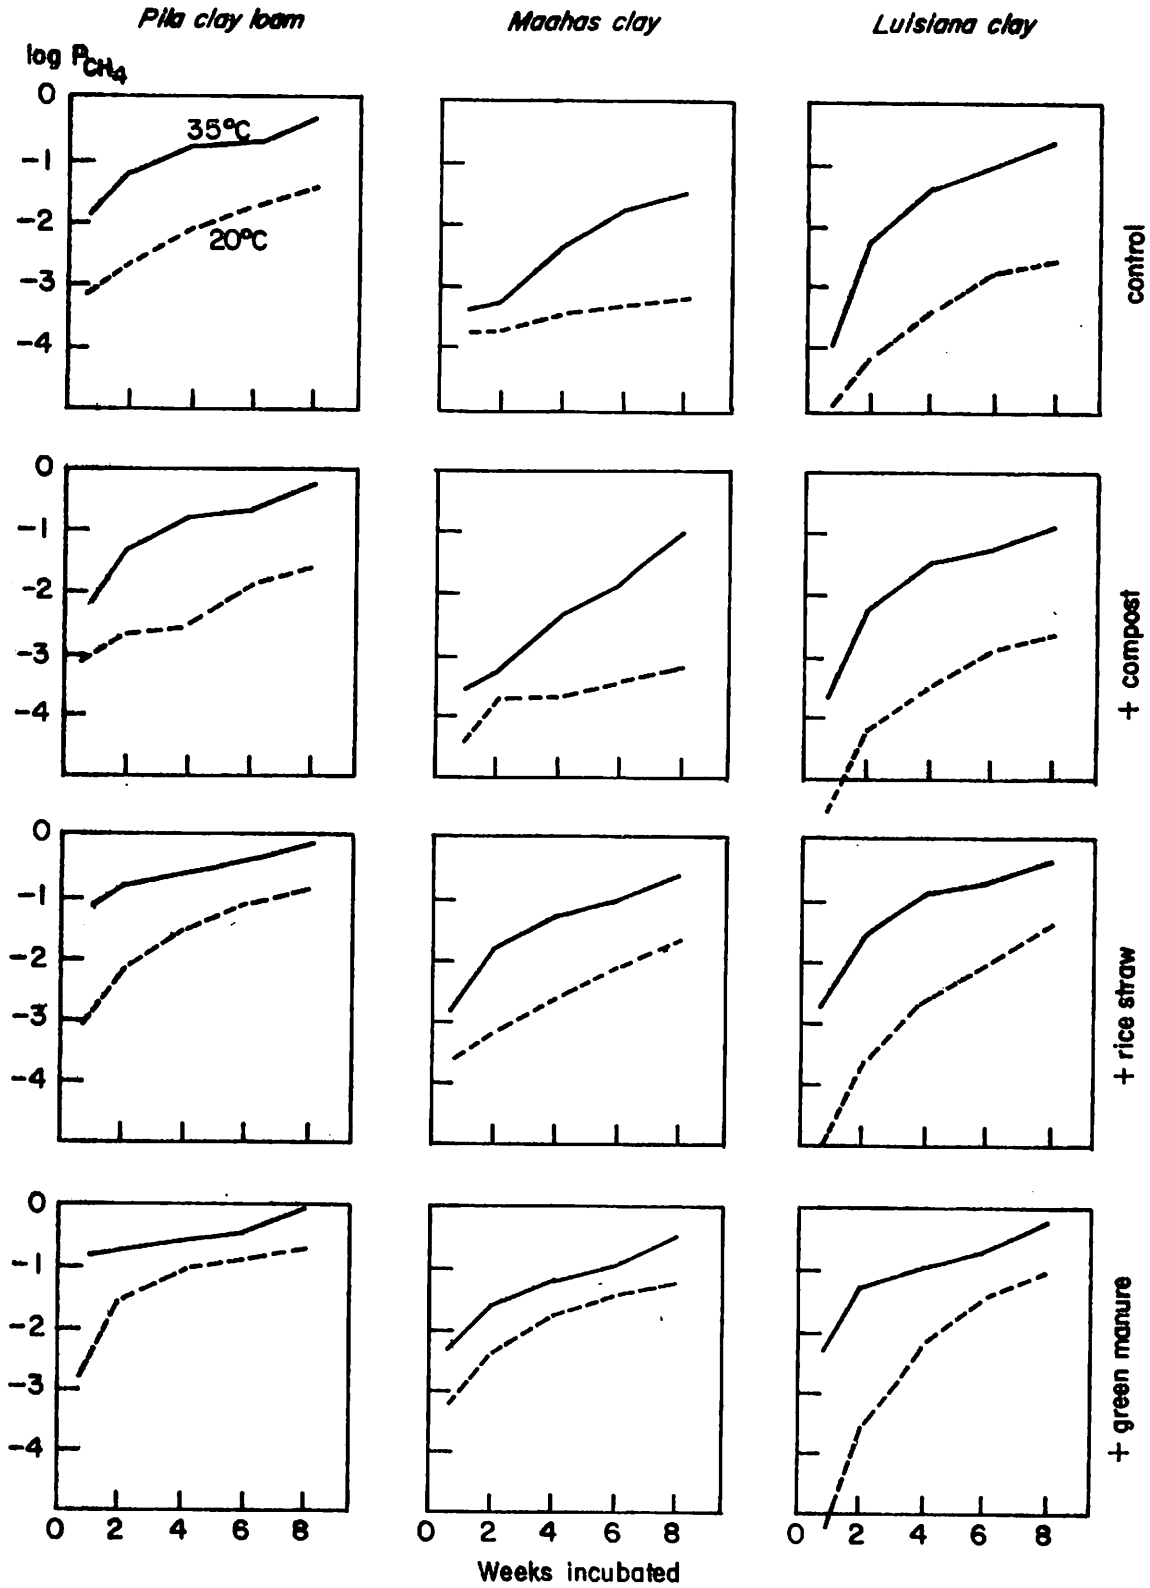 Pila clay loam Maahas clay Luisiana clay
log PCH4
0
35°C
-1
-2
20°C
-3
-4
control
0
-1
-2
-3
-4
+ compost
0
-1
-2
-3
-4
+ rice straw
0
-1
-2
-3
-4
+ green manure
0 2 4 6 8 0 2 4 6 8 0 2 4 6 8
Weeks incubated